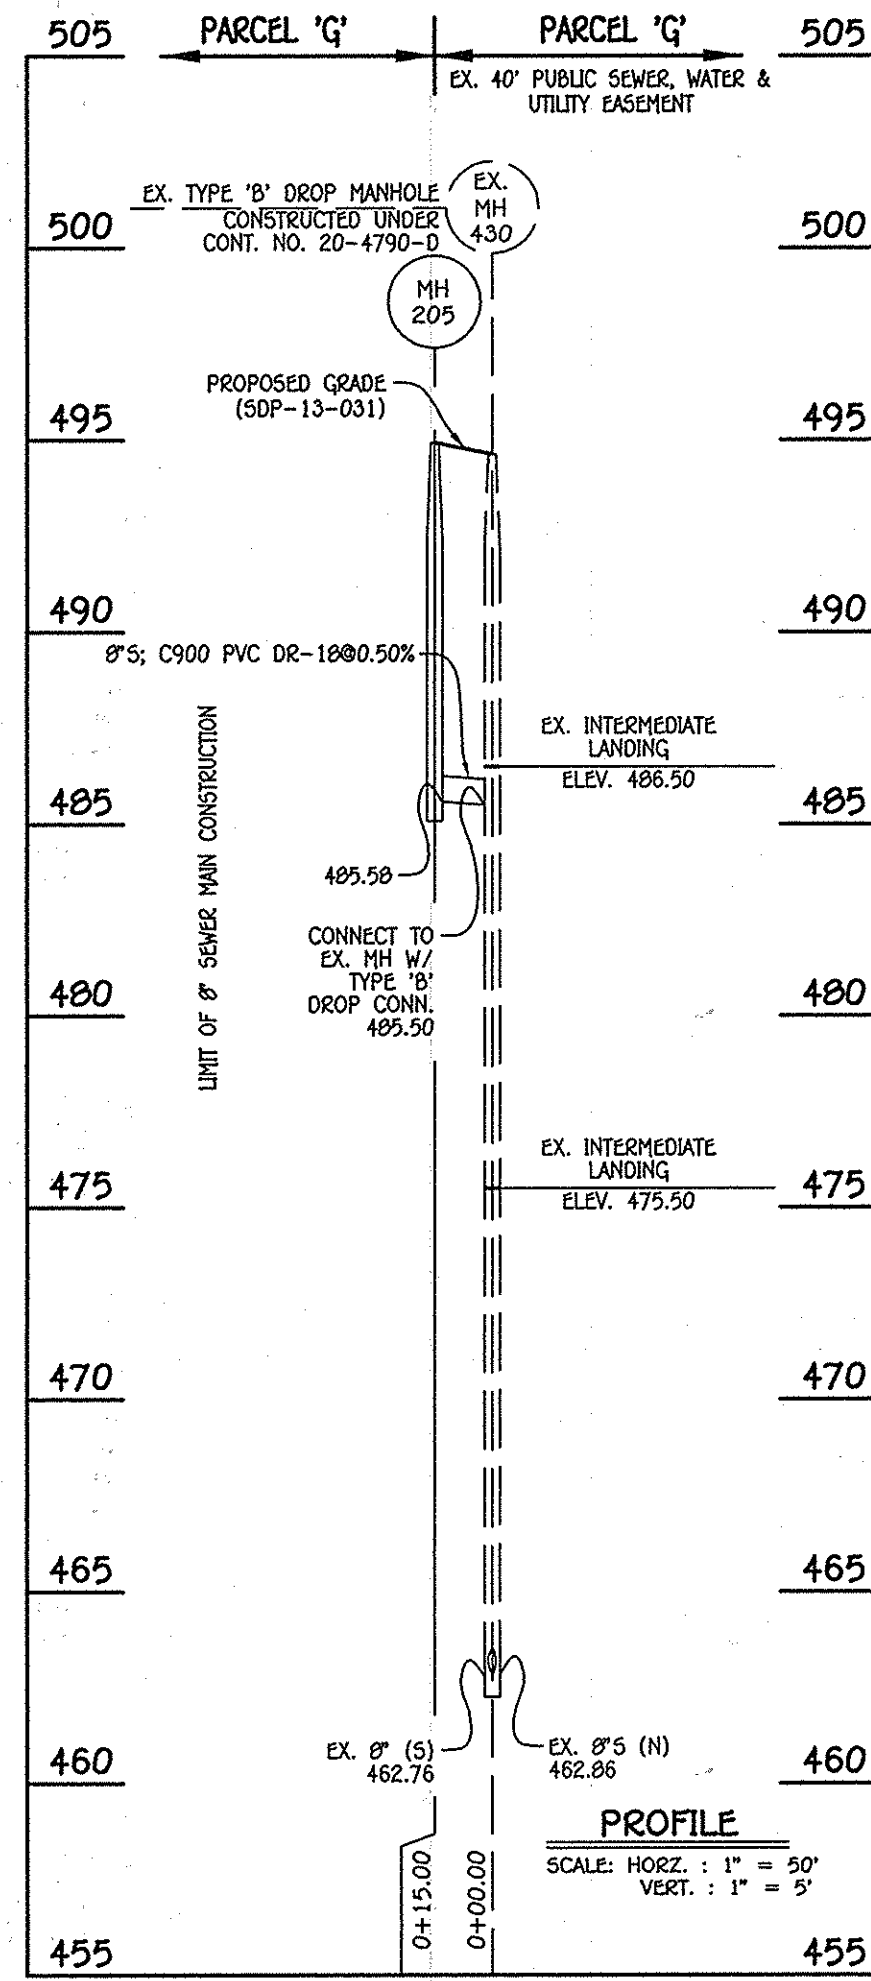 505 PARCEL 'G' PARCEL 'G' 505
EX. 40' PUBLIC SEWER, WATER &
UTILITY EASEMENT
EX. TYPE 'B' DROP MANHOLE
CONSTRUCTED UNDER
CONT. NO. 20-4790-D
EX.
MH
430
500 500
MH
205
PROPOSED GRADE
(SDP-13-031)
495 495
490 490
8"S; C900 PVC DR-18@0.50%
LIMIT OF 8" SEWER MAIN CONSTRUCTION
EX. INTERMEDIATE
LANDING
ELEV. 486.50
485 485
485.58
CONNECT TO
EX. MH W/
TYPE 'B'
DROP CONN.
485.50
480 480
EX. INTERMEDIATE
LANDING
ELEV. 475.50
475 475
470 470
465 465
EX. 8" (S)
462.76
EX. 8"S (N)
462.86
460 460
PROFILE
SCALE: HORZ. : 1" = 50'
VERT. : 1" = 5'
0+15.00
0+00.00
455 455